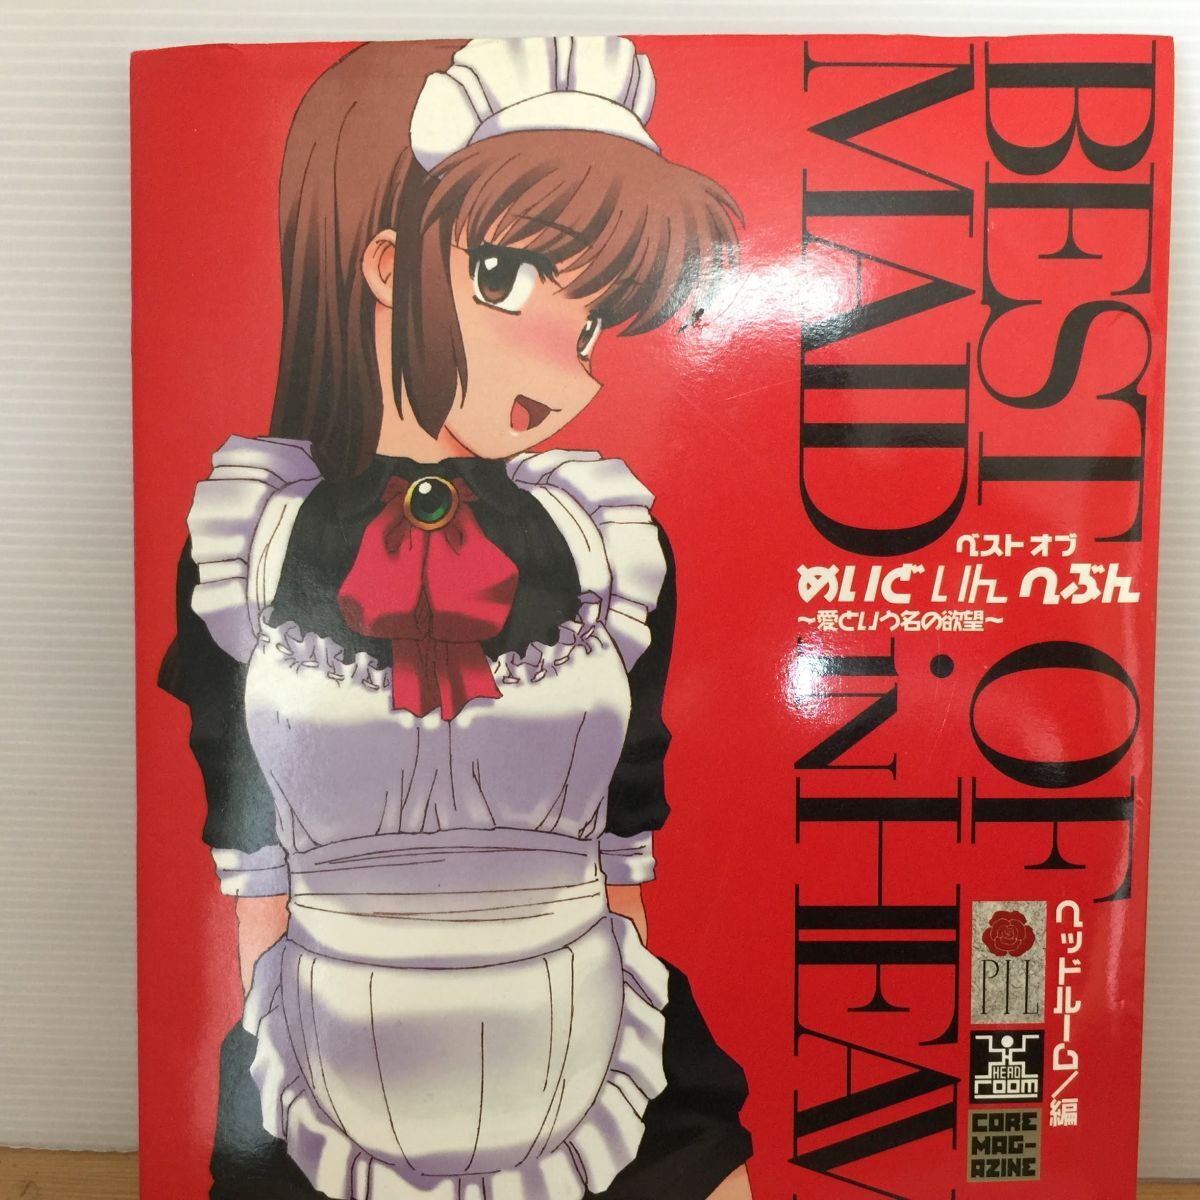 BEST OF
MAID iN HEAV
ベスト オブ
めいど いん へぶん
~愛という名の欲望~
ヘッドルーム/編
PIL
HEAD
room
CORE
MAG-
AZINE